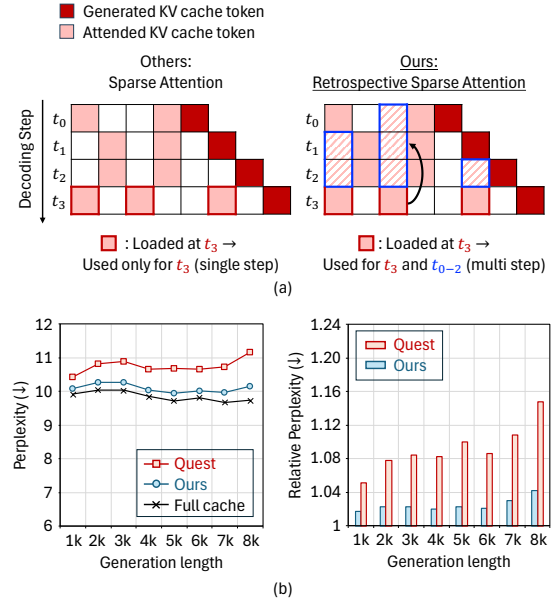 Generated KV cache token
Attended KV cache token
Others:
Sparse Attention
Ours:
Retrospective Sparse Attention
Decoding Step
t0
t1
t2
t3
t0
t1
t2
t3
: Loaded at t3 →
Used only for t3 (single step)
: Loaded at t3 →
Used for t3 and t0−2 (multi step)
(a)
Perplexity (↓)
12
11
10
9
8
7
6
Quest
Ours
Full cache
1k 2k 3k 4k 5k 6k 7k 8k
Generation length
Relative Perplexity (↓)
1.24
1.20
1.16
1.12
1.08
1.04
1
Quest
Ours
1k 2k 3k 4k 5k 6k 7k 8k
Generation length
(b)